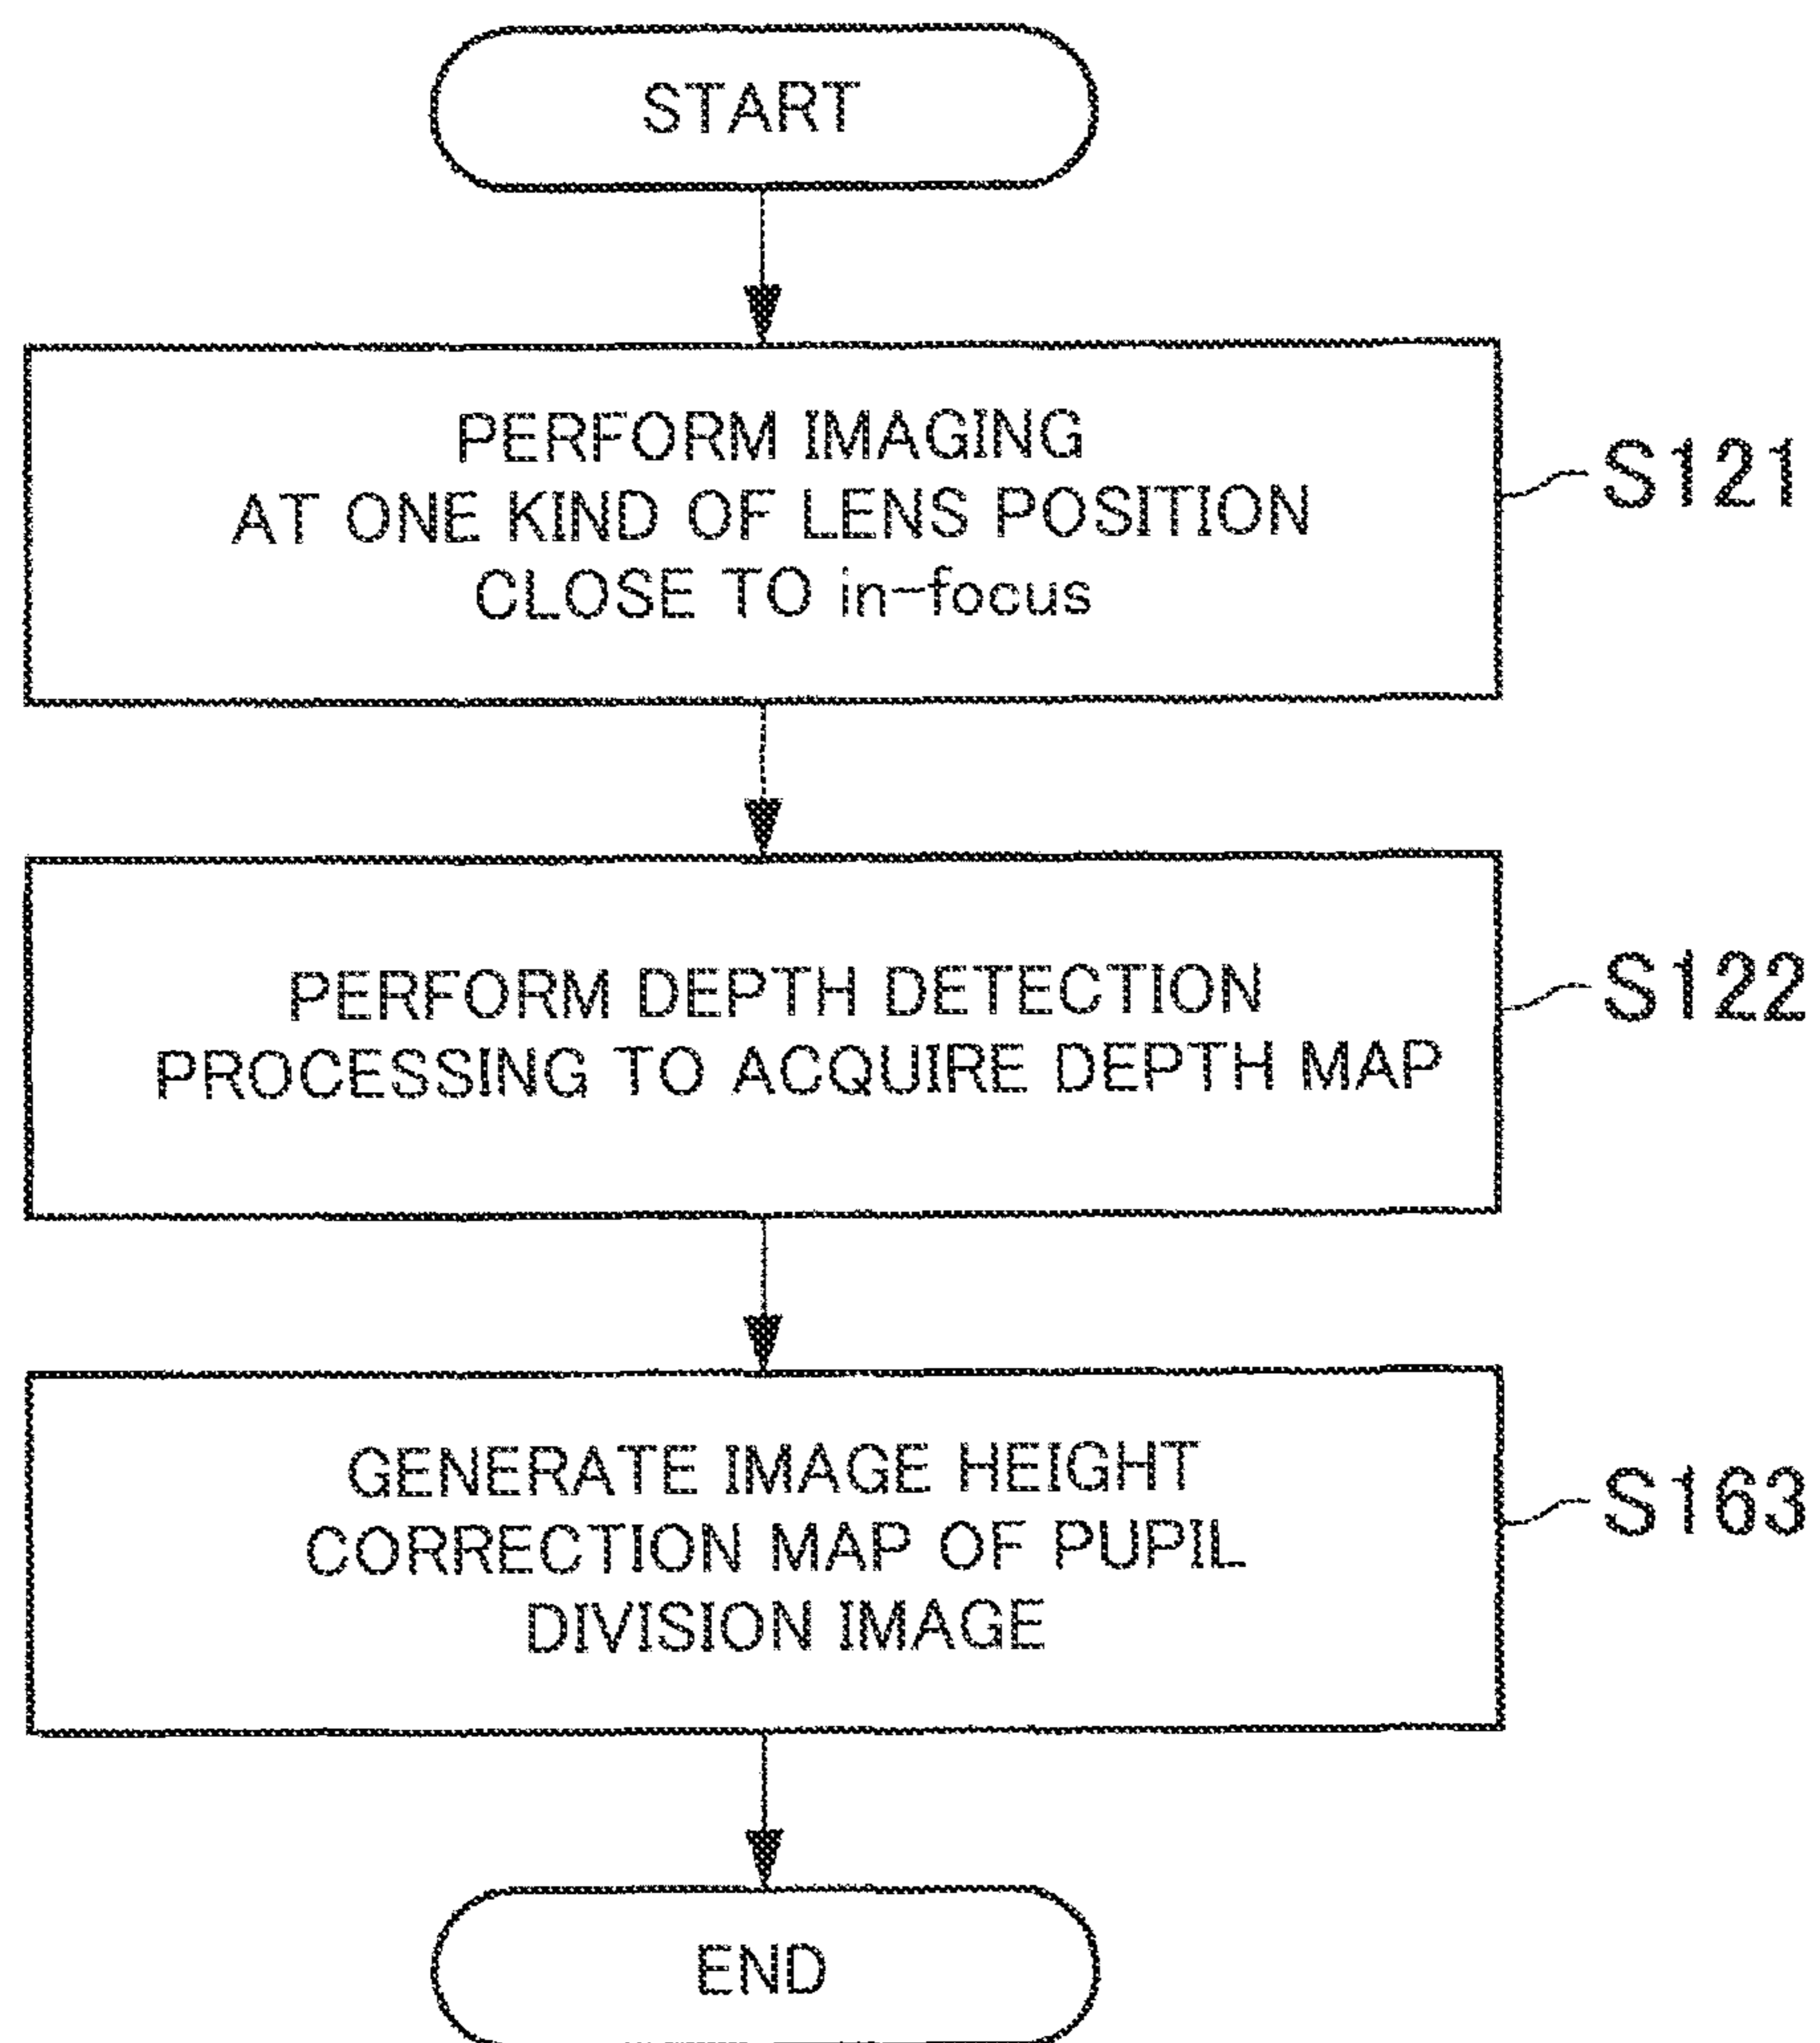 START
PERFORM IMAGING
AT ONE KIND OF LENS POSITION
CLOSE TO in-focus
S121
PERFORM DEPTH DETECTION
PROCESSING TO ACQUIRE DEPTH MAP
S122
GENERATE IMAGE HEIGHT
CORRECTION MAP OF PUPIL
DIVISION IMAGE
S163
END